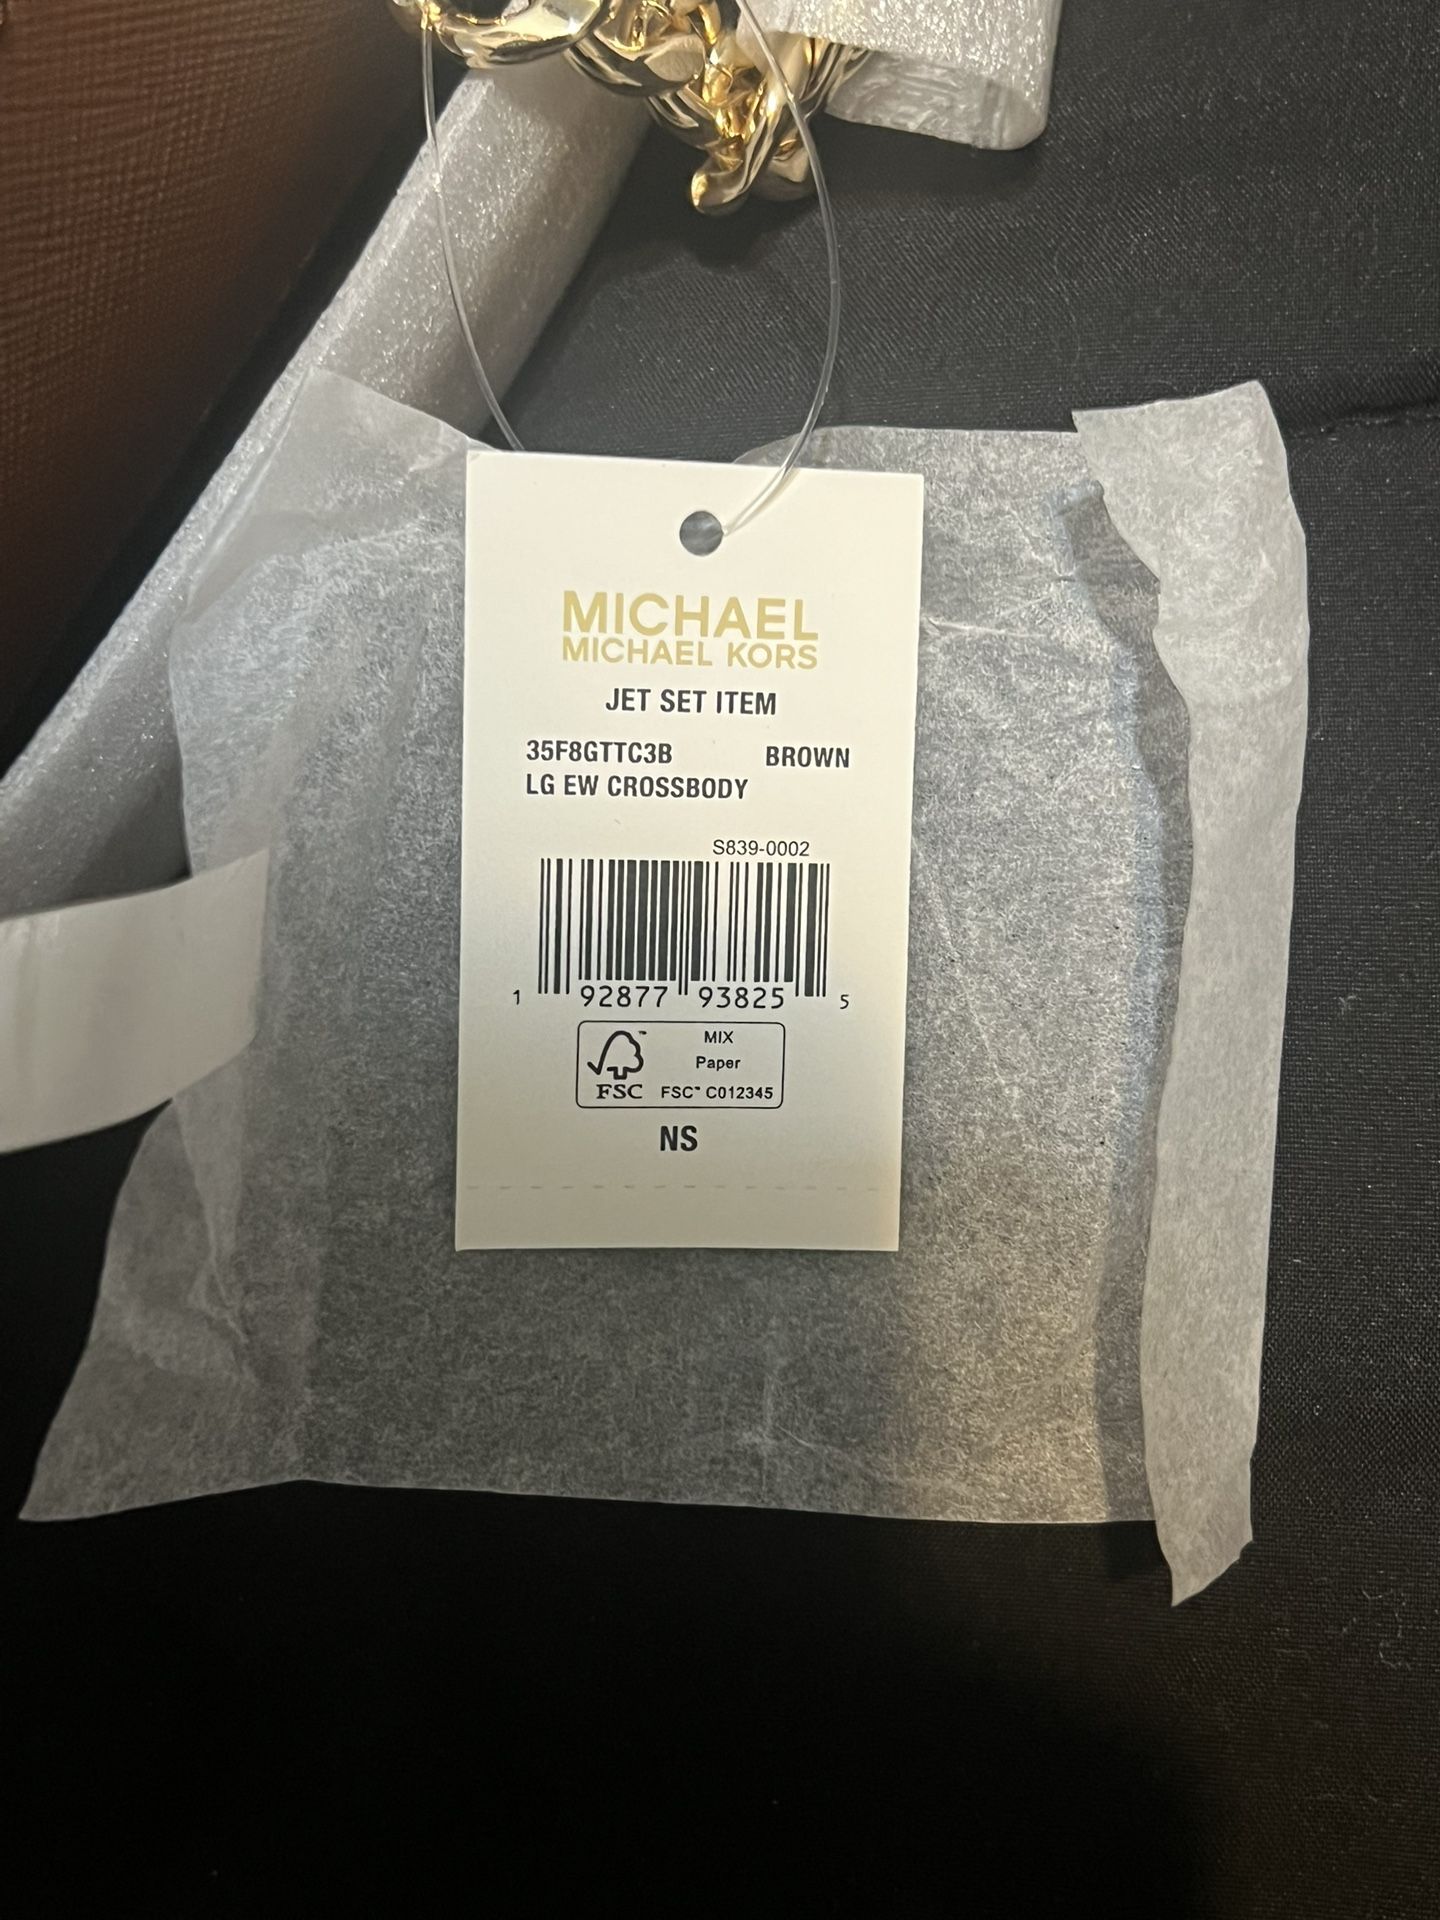 MICHAEL
MICHAEL KORS
JET SET ITEM
35F8GTTC3B BROWN
LG EW CROSSBODY
S839-0002
1 92877 93825 5
FSC
MIX
Paper
FSC™ C012345
NS